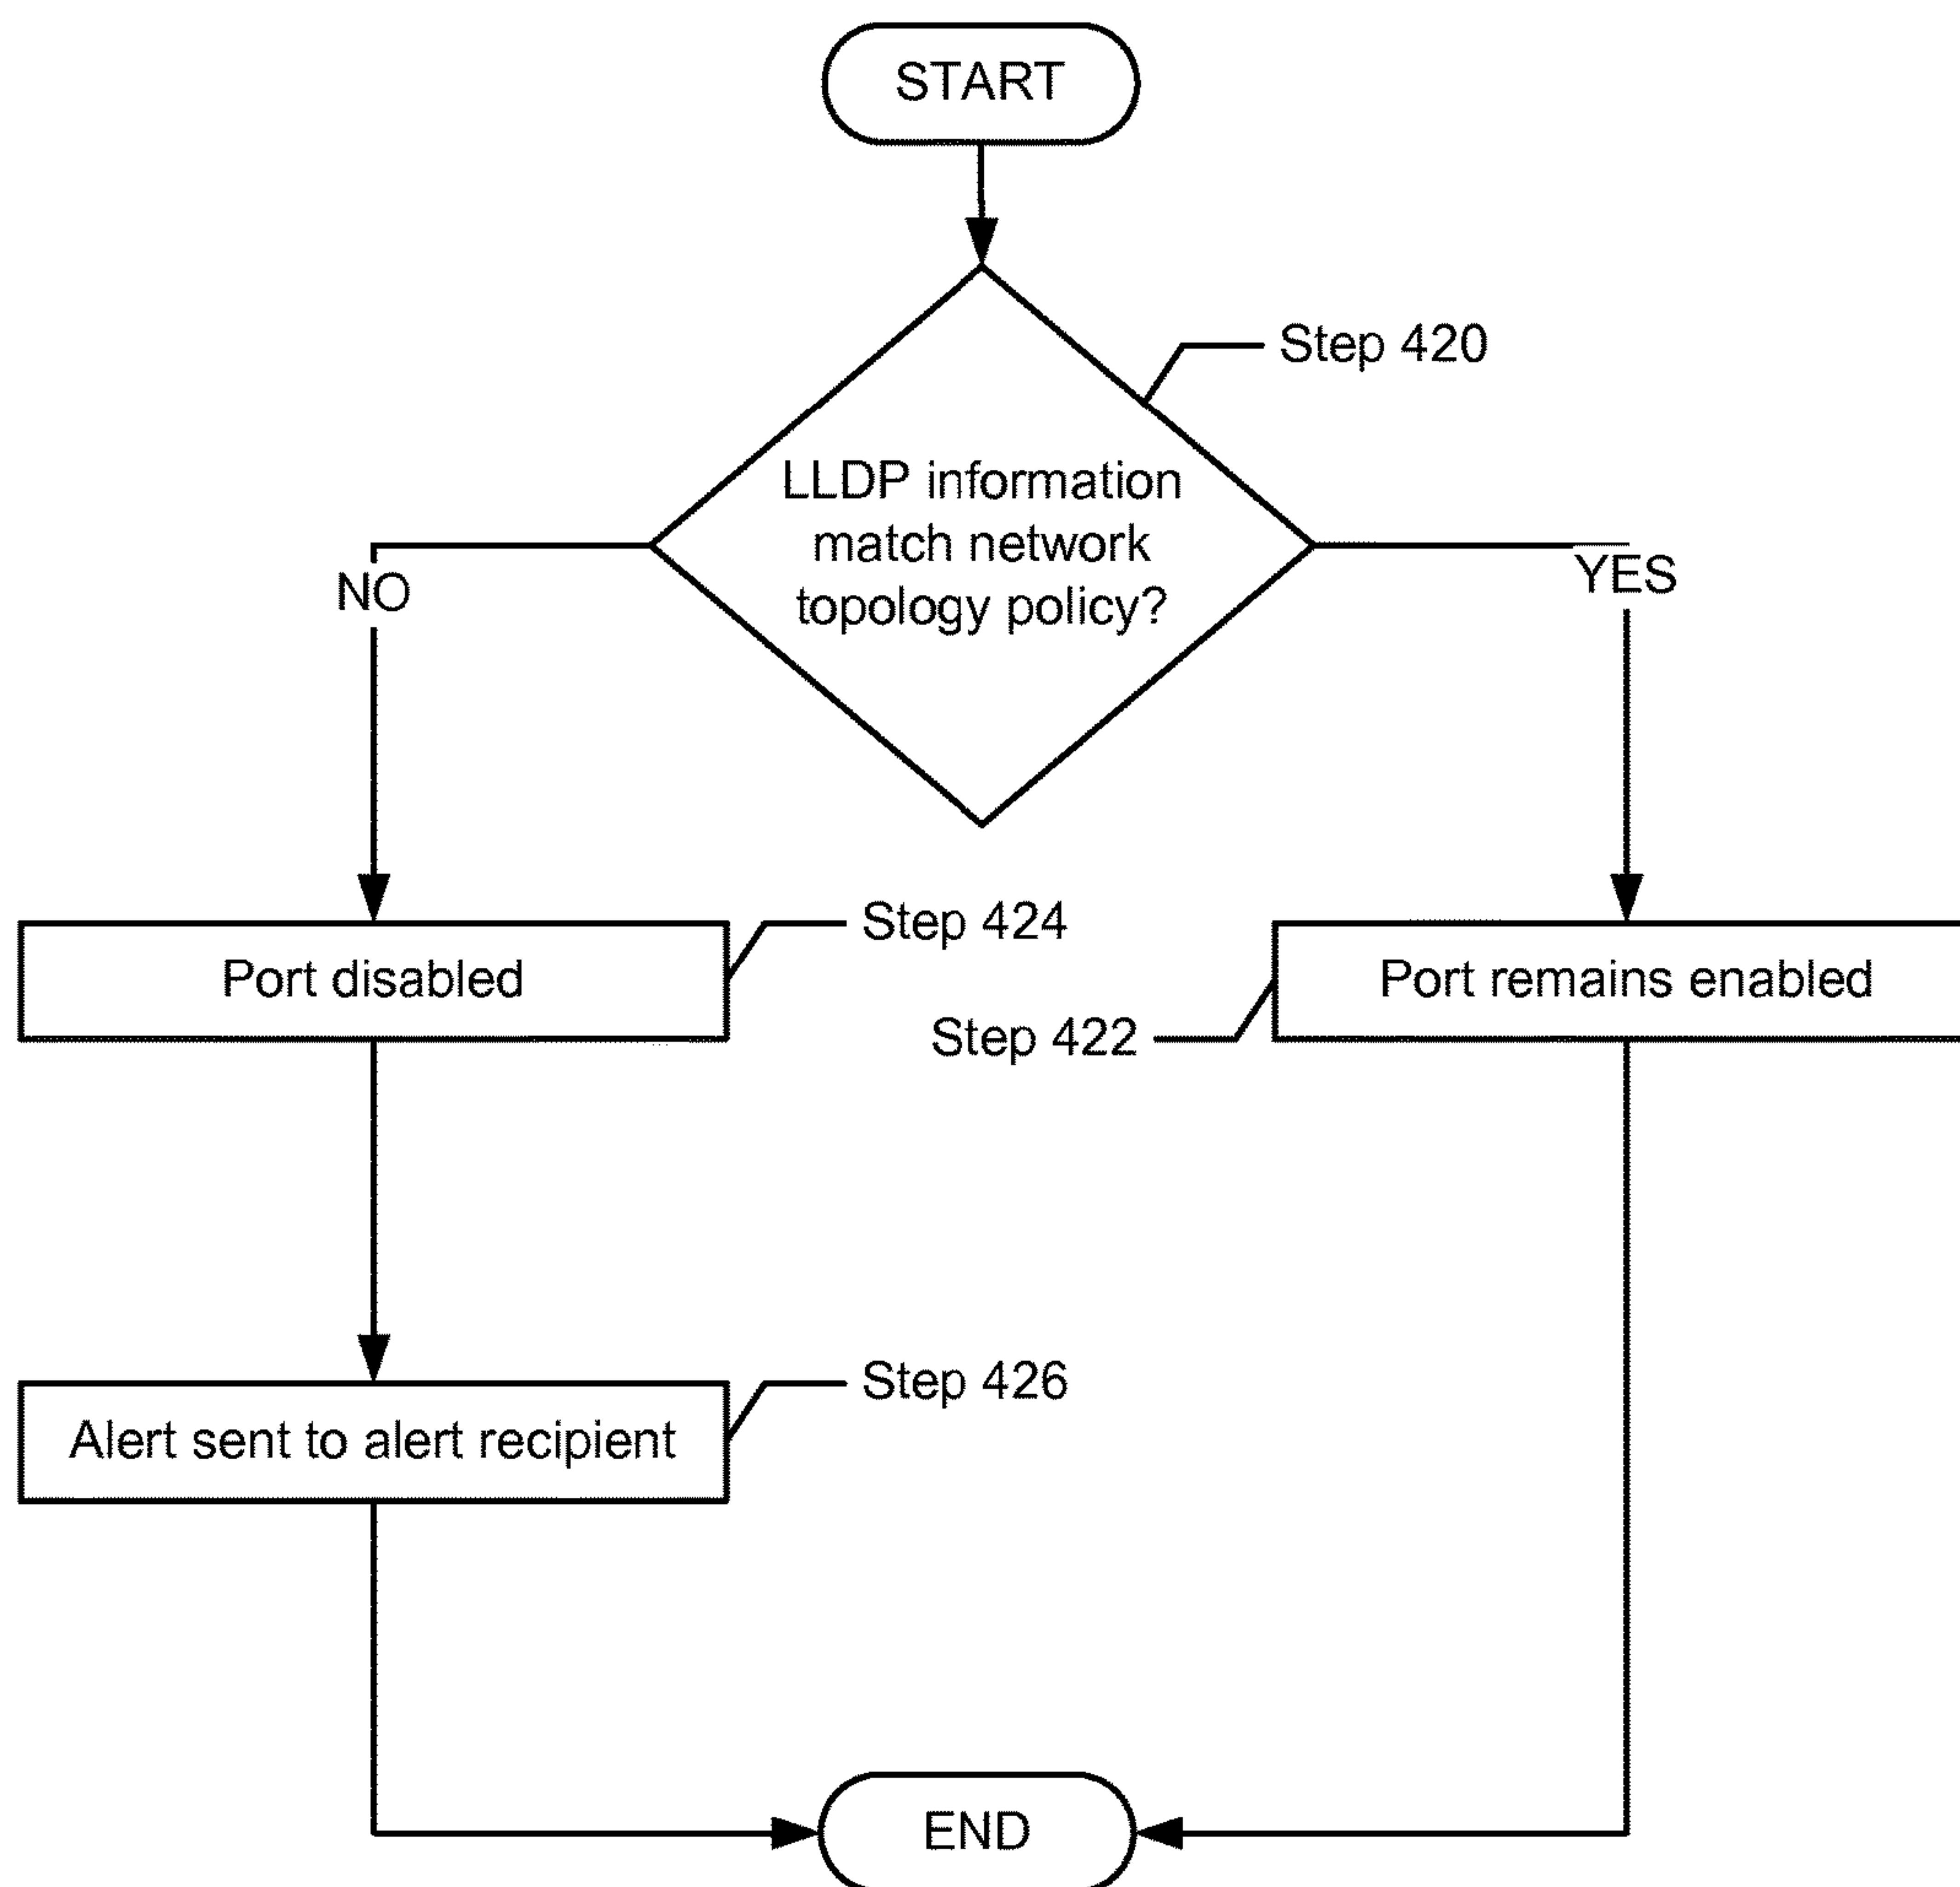 START
Step 420
LLDP information
match network
topology policy?
NO
YES
Step 424
Port disabled
Port remains enabled
Step 422
Step 426
Alert sent to alert recipient
END